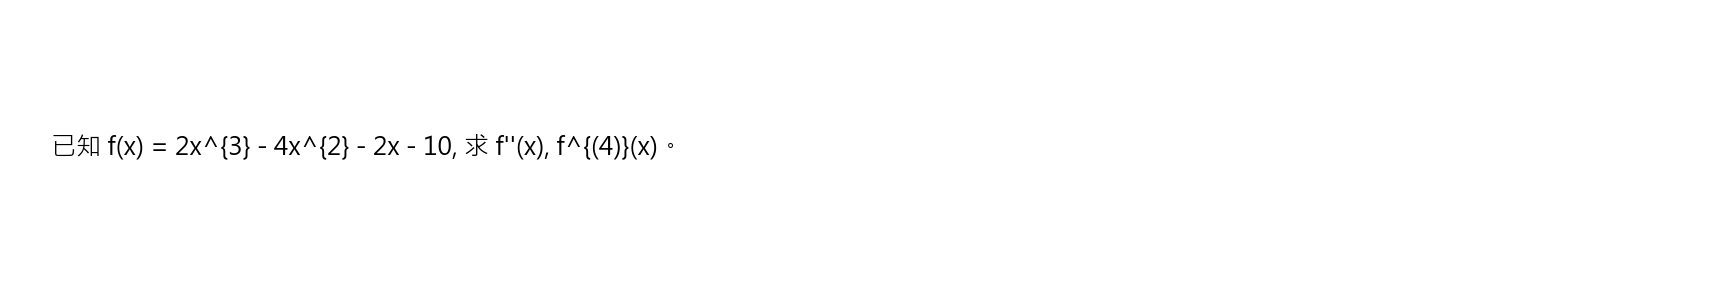 已知 f(x) = 2x^{3} - 4x^{2} - 2x - 10, 求 f''(x), f^{(4)}(x)。